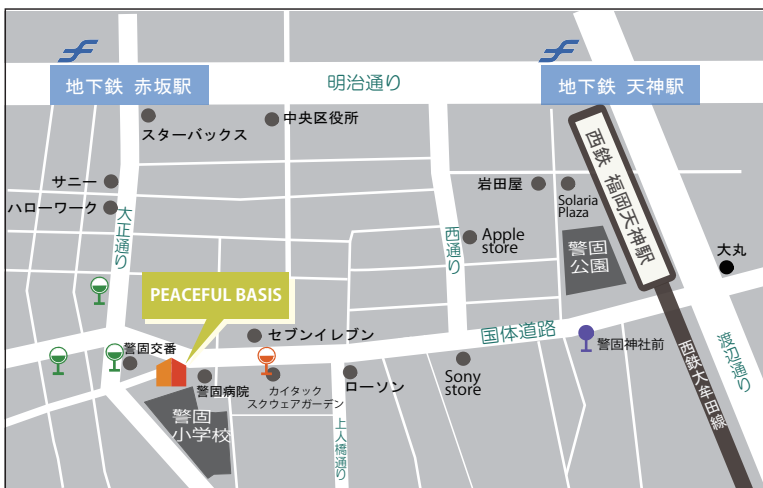 地下鉄 赤坂駅
明治通り
地下鉄 天神駅
スターバックス
中央区役所
西鉄 福岡天神駅
サニー
ハローワーク
大正通り
岩田屋
Solaria
Plaza
西通り
Apple
store
警固
公園
大丸
PEACEFUL BASIS
セブンイレブン
国体道路
警固神社前
渡辺通り
警固交番
警固病院
カイタック
スクウェアガーデン
ローソン
Sony
store
西鉄大牟田線
警固
小学校
上人橋通り